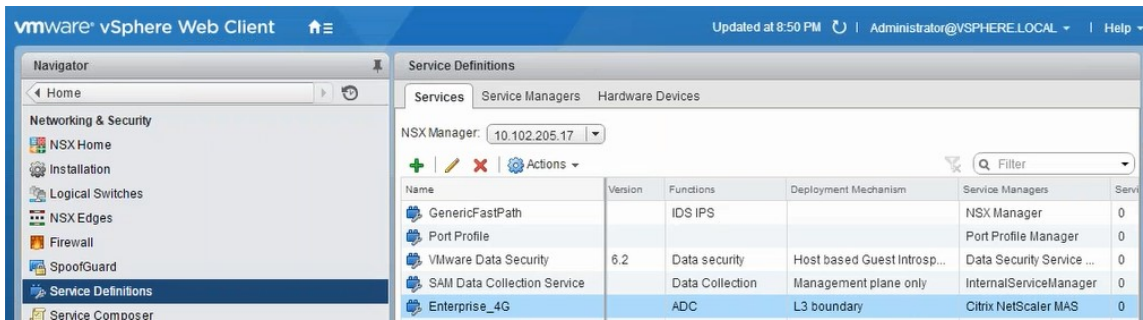 vmware® vSphere Web Client
Updated at 8:50 PM | Administrator@VSPHERE.LOCAL | Help
Navigator
Home
Networking & Security
NSX Home
Installation
Logical Switches
NSX Edges
Firewall
SpoofGuard
Service Definitions
Service Composer
Service Definitions
Services Service Managers Hardware Devices
NSX Manager: 10.102.205.17
Actions Filter
Name Version Functions Deployment Mechanism Service Managers Servi
GenericFastPath IDS IPS NSX Manager 0
Port Profile Port Profile Manager 0
VMware Data Security 6.2 Data security Host based Guest Introsp... Data Security Service ... 0
SAM Data Collection Service Data Collection Management plane only InternalServiceManager 0
Enterprise_4G ADC L3 boundary Citrix NetScaler MAS 0